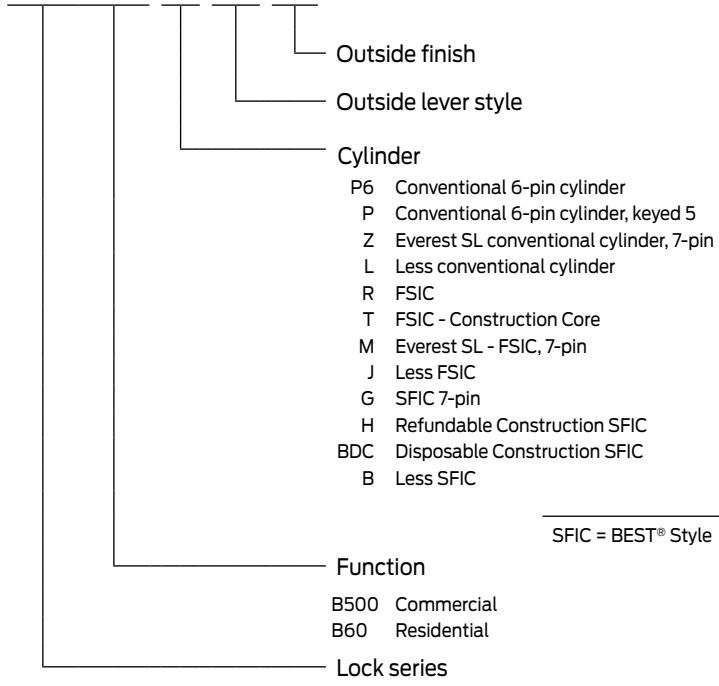 Outside finish
Outside lever style
Cylinder
P6 Conventional 6-pin cylinder
P Conventional 6-pin cylinder, keyed 5
Z Everest SL conventional cylinder, 7-pin
L Less conventional cylinder
R FSIC
T FSIC - Construction Core
M Everest SL - FSIC, 7-pin
J Less FSIC
G SFIC 7-pin
H Refundable Construction SFIC
BDC Disposable Construction SFIC
B Less SFIC
SFIC = BEST® Style
Function
B500 Commercial
B60 Residential
Lock series